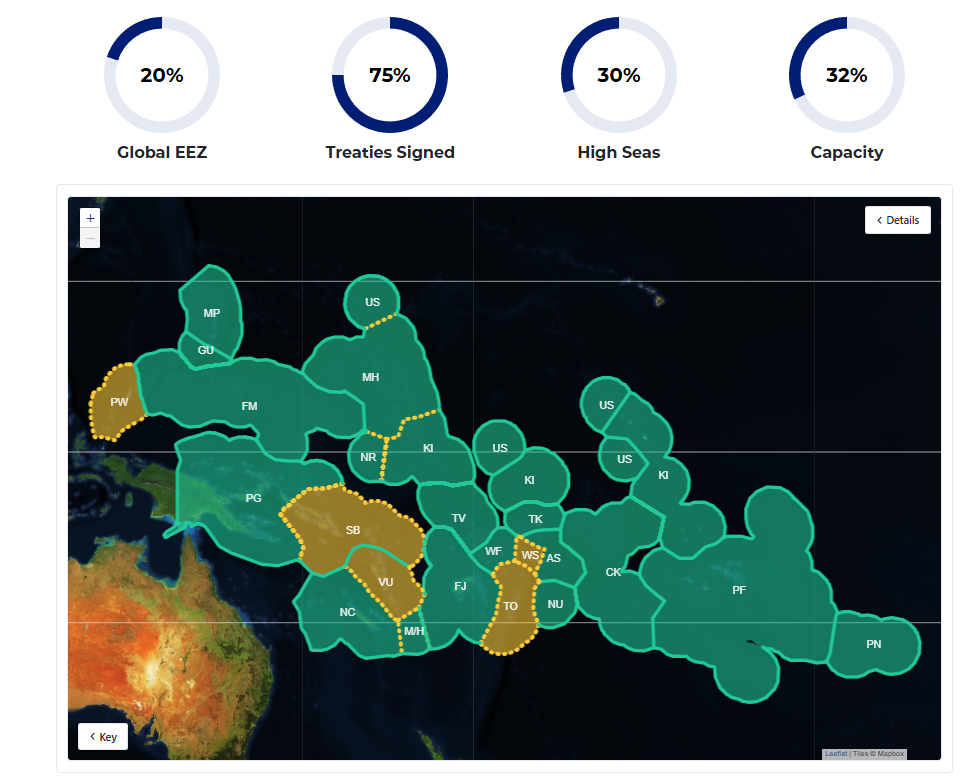 20%
75%
30%
32%
Global EEZ
Treaties Signed
High Seas
Capacity
+
−
< Details
MP
US
GU
MH
PW
FM
US
KI
NR
US
US
KI
KI
PG
TV
TK
SB
WF
WS
AS
VU
FJ
CK
PF
NC
TO
NU
M/H
PN
< Key
Leaflet | Tiles © Mapbox